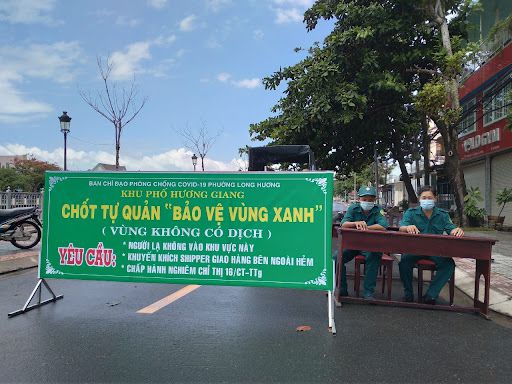 BAN CHỈ ĐẠO PHÒNG CHỐNG COVID-19 PHƯỜNG LONG HƯƠNG
KHU PHỐ HƯƠNG GIANG
CHỐT TỰ QUẢN "BẢO VỆ VÙNG XANH"
( VÙNG KHÔNG CÓ DỊCH )
YÊU CẦU:
* NGƯỜI LẠ KHÔNG VÀO KHU VỰC NÀY
* KHUYẾN KHÍCH SHIPPER GIAO HÀNG BÊN NGOÀI HẺM
* CHẤP HÀNH NGHIÊM CHỈ THỊ 16/CT-TTg